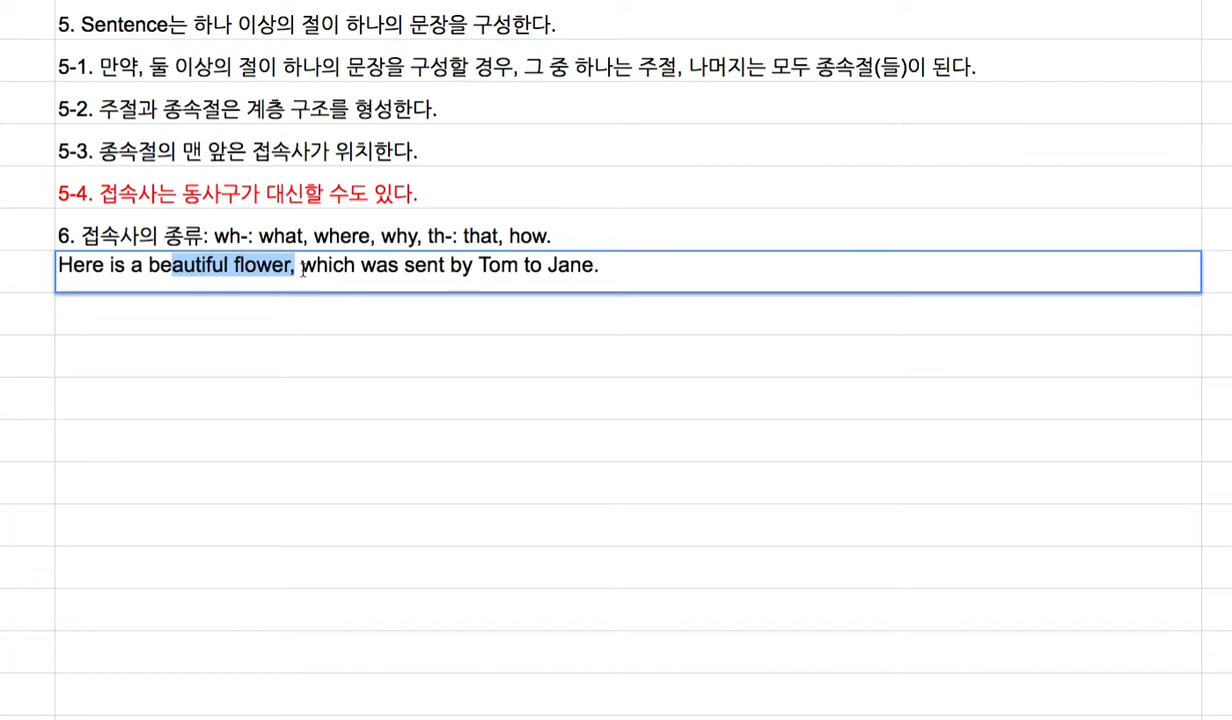 5. Sentence는 하나 이상의 절이 하나의 문장을 구성한다.
5-1. 만약, 둘 이상의 절이 하나의 문장을 구성할 경우, 그 중 하나는 주절, 나머지는 모두 종속절(들)이 된다.
5-2. 주절과 종속절은 계층 구조를 형성한다.
5-3. 종속절의 맨 앞은 접속사가 위치한다.
5-4. 접속사는 동사구가 대신할 수도 있다.
6. 접속사의 종류: wh-: what, where, why, th-: that, how.
Here is a beautiful flower, which was sent by Tom to Jane.